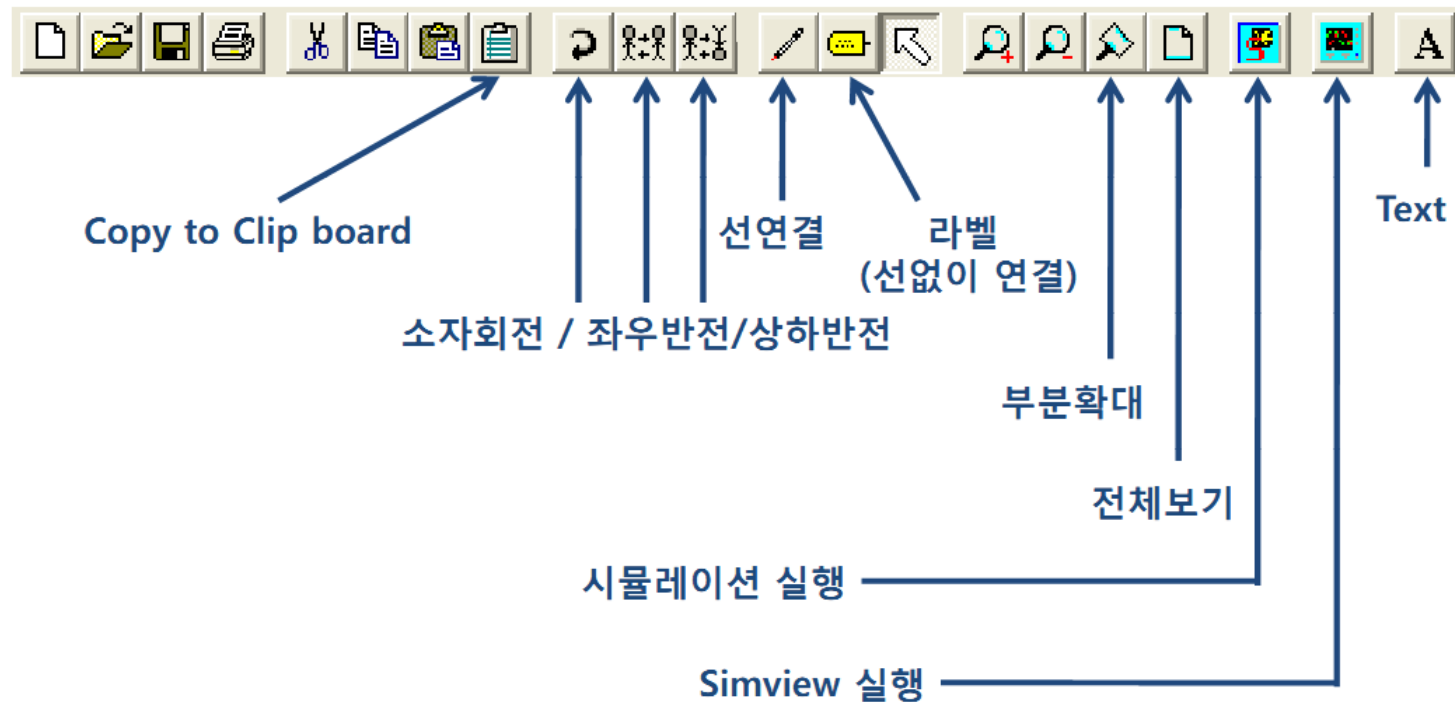 A
Copy to Clip board
선연결
라벨
(선없이 연결)
Text
소자회전 / 좌우반전/상하반전
부분확대
전체보기
시뮬레이션 실행
Simview 실행